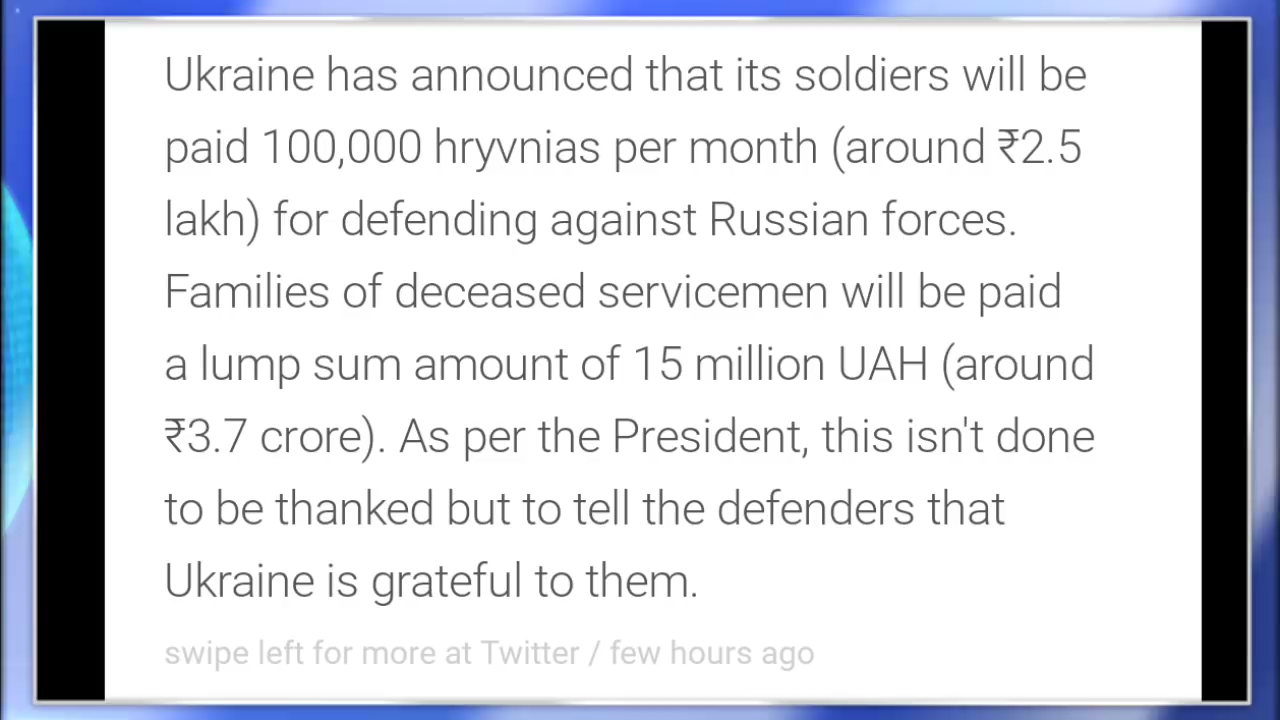 Ukraine has announced that its soldiers will be
paid 100,000 hryvnias per month (around ₹2.5
lakh) for defending against Russian forces.
Families of deceased servicemen will be paid
a lump sum amount of 15 million UAH (around
₹3.7 crore). As per the President, this isn't done
to be thanked but to tell the defenders that
Ukraine is grateful to them.
swipe left for more at Twitter / few hours ago